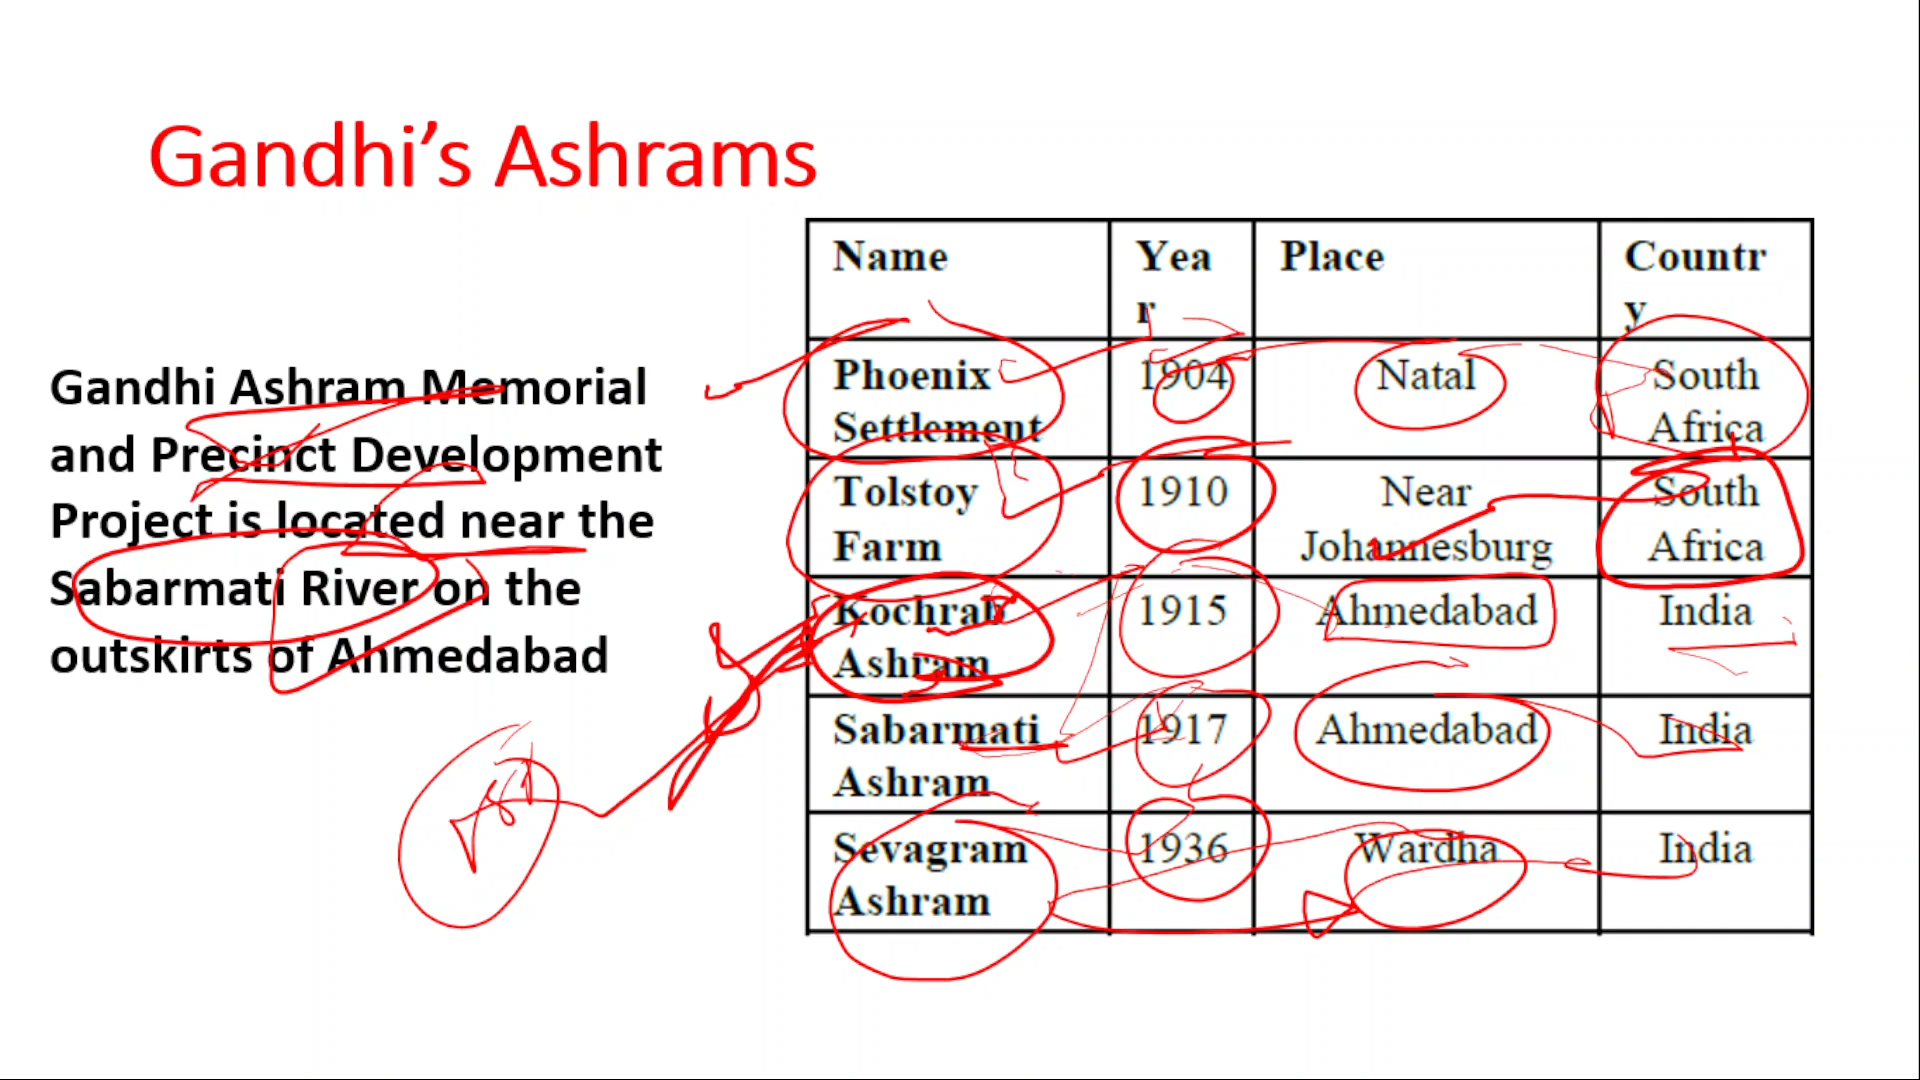 Gandhi’s Ashrams
Gandhi Ashram Memorial
and Precinct Development
Project is located near the
Sabarmati River on the
outskirts of Ahmedabad
Name Yea Place Countr
r y
Phoenix 1904 Natal South
Settlement Africa
Tolstoy 1910 Near South
Farm Johannesburg Africa
Kochrab 1915 Ahmedabad India
Ashram
Sabarmati 1917 Ahmedabad India
Ashram
Sevagram 1936 Wardha India
Ashram